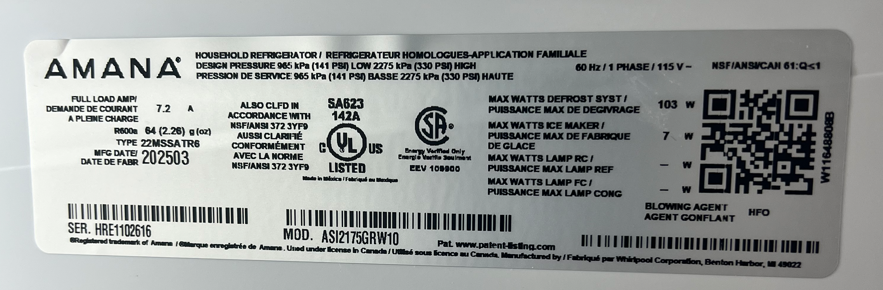 AMANA®
HOUSEHOLD REFRIGERATOR / REFRIGERATEUR HOMOLOGUES-APPLICATION FAMILIALE
DESIGN PRESSURE 965 kPa (141 PSI) LOW 2275 kPa (330 PSI) HIGH
PRESSION DE SERVICE 965 kPa (141 PSI) BASSE 2275 kPa (330 PSI) HAUTE
60 Hz / 1 PHASE / 115 V ~ NSF/ANSI/CAN 61:Q≤1
FULL LOAD AMP/
DEMANDE DE COURANT 7.2 A
A PLEINE CHARGE
R600a 64 (2.26) g (oz)
TYPE 22MSSATR6
MFG DATE/
DATE DE FABR 202503
ALSO CLFD IN
ACCORDANCE WITH
NSF/ANSI 372 3YF9
AUSSI CLARIFIÉ
CONFORMÉMENT
AVEC LA NORME
NSF/ANSI 372 3YF9
SA623
142A
C UL US
LISTED
Made in Mexico / Fabriqué au Mexique
SA
Energy Verified Only
Energie Verifie Seulment
EEV 109900
MAX WATTS DEFROST SYST /
PUISSANCE MAX DE DEGIVRAGE 103 W
MAX WATTS ICE MAKER /
PUISSANCE MAX DE FABRIQUE 7 W
DE GLACE
MAX WATTS LAMP RC /
PUISSANCE MAX LAMP REF — W
MAX WATTS LAMP FC /
PUISSANCE MAX LAMP CONG — W
W11648808B
BLOWING AGENT
AGENT GONFLANT HFO
SER. HRE1102616
MOD. ASI2175GRW10
Pat. www.patent-listing.com
®Registered trademark of Amana / ®Marque enregistrée de Amana. Used under license in Canada / Utilisé sous licence au Canada. Manufactured by / Fabriqué par Whirlpool Corporation, Benton Harbor, MI 49022